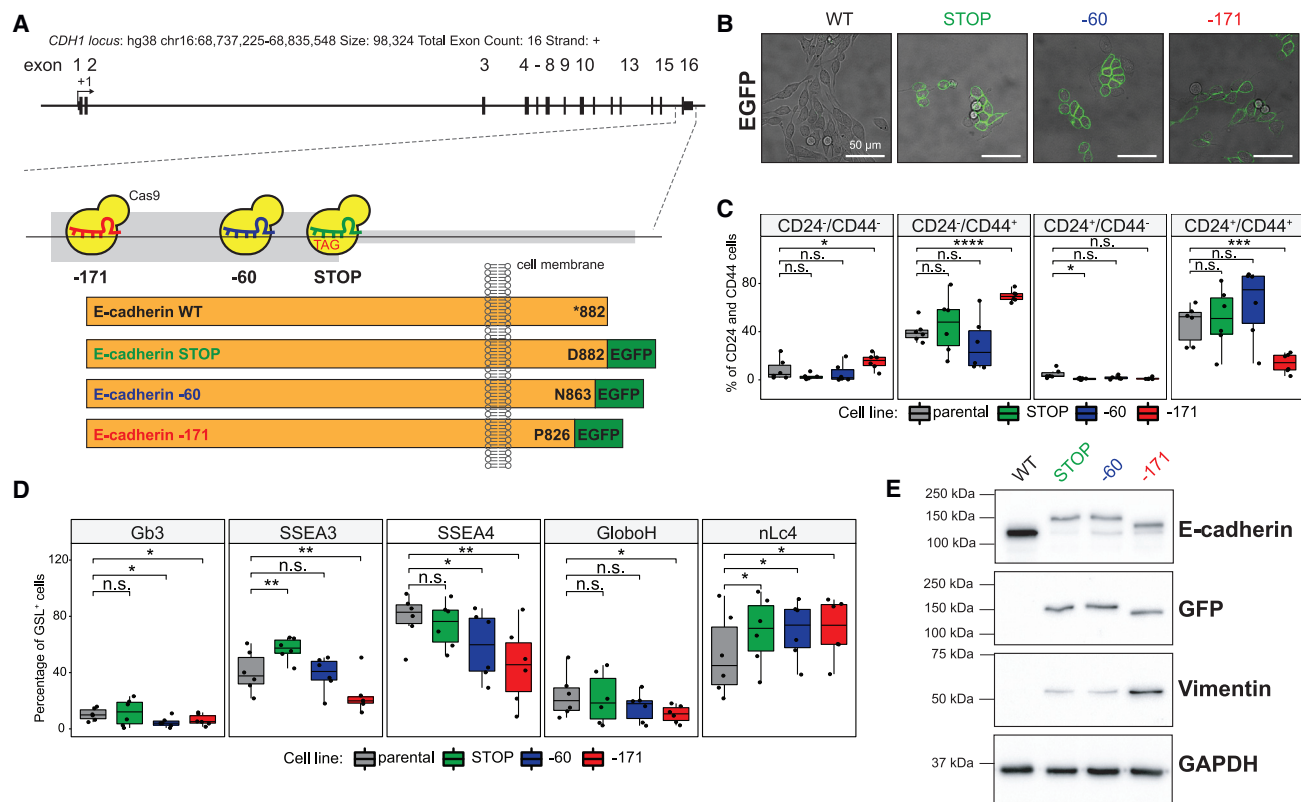 A
CDH1 locus: hg38 chr16:68,737,225-68,835,548 Size: 98,324 Total Exon Count: 16 Strand: +
exon 1 2 3 4 - 8 9 10 13 15 16
+1
Cas9
TAG
-171 -60 STOP
cell membrane
E-cadherin WT *882
E-cadherin STOP D882 EGFP
E-cadherin -60 N863 EGFP
E-cadherin -171 P826 EGFP
B
WT STOP -60 -171
EGFP
50 µm
C
CD24-/CD44- CD24-/CD44+ CD24+/CD44- CD24+/CD44+
* **** n.s. ***
n.s. n.s. n.s. n.s.
n.s. n.s. * n.s.
% of CD24 and CD44 cells
80
40
0
Cell line: parental STOP -60 -171
D
Gb3 SSEA3 SSEA4 GloboH nLc4
* ** ** * *
* n.s. * n.s. *
n.s. ** n.s. n.s. *
Percentage of GSL+ cells
120
80
40
0
Cell line: parental STOP -60 -171
E
WT STOP -60 -171
250 kDa
150 kDa
100 kDa
E-cadherin
250 kDa
150 kDa
100 kDa
GFP
75 kDa
50 kDa
Vimentin
37 kDa
GAPDH